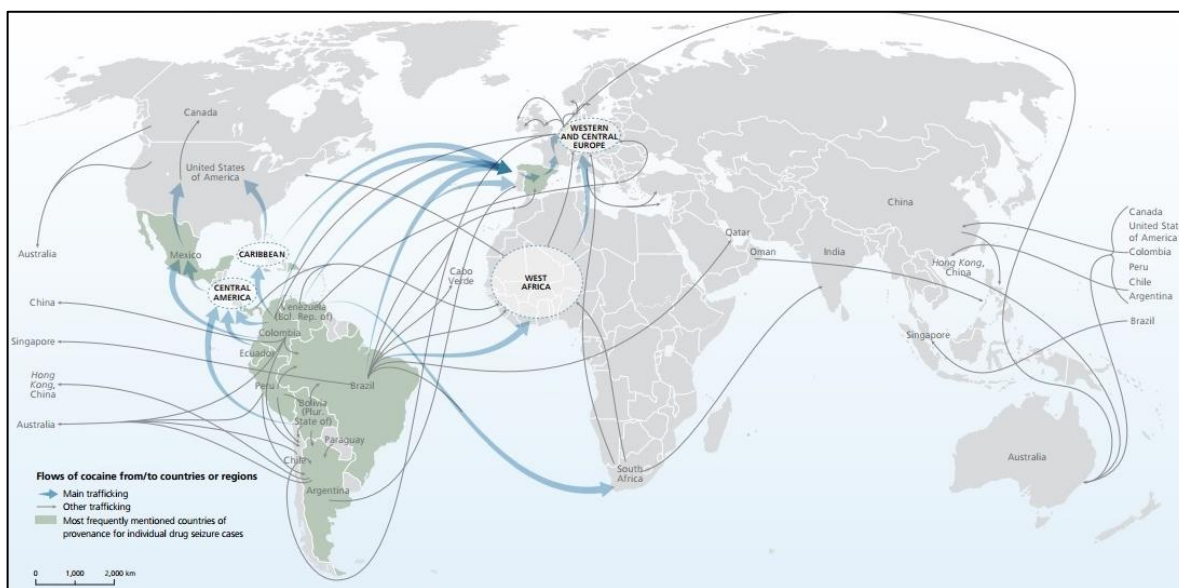 Canada
United States
of America
Australia
Mexico
CARIBBEAN
CENTRAL
AMERICA
China
Singapore
Hong Kong,
China
Australia
Venezuela
(Bol. Rep. of)
Colombia
Ecuador
Peru
Brazil
Bolivia
(Plur.
State of)
Paraguay
Chile
Argentina
WESTERN
AND CENTRAL
EUROPE
Cabo
Verde
WEST
AFRICA
South
Africa
Qatar
Oman
India
China
Hong Kong,
China
Singapore
Australia
Canada
United States
of America
Colombia
Peru
Chile
Argentina
Brazil
Flows of cocaine from/to countries or regions
Main trafficking
Other trafficking
Most frequently mentioned countries of
provenance for individual drug seizure cases
0 1,000 2,000 km